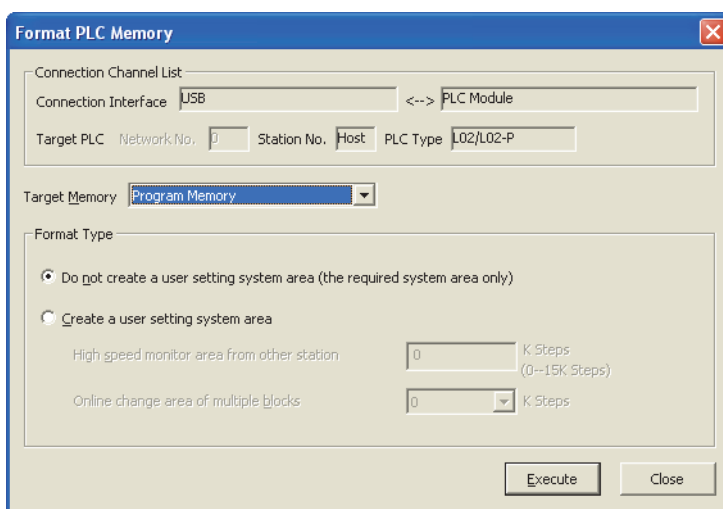 Format PLC Memory
Connection Channel List
Connection Interface USB <--> PLC Module
Target PLC Network No. 0 Station No. Host PLC Type L02/L02-P
Target Memory Program Memory
Format Type
Do not create a user setting system area (the required system area only)
Create a user setting system area
High speed monitor area from other station 0 K Steps
(0--15K Steps)
Online change area of multiple blocks 0 K Steps
Execute Close